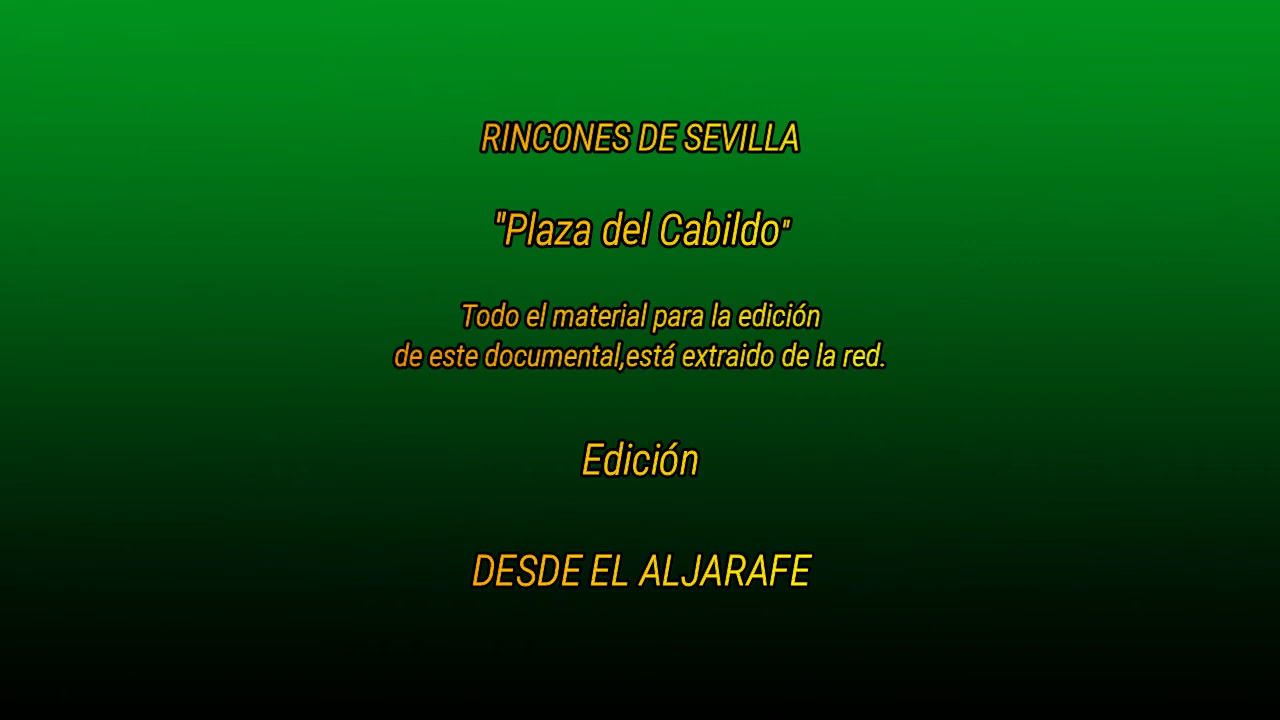 RINCONES DE SEVILLA
"Plaza del Cabildo"
Todo el material para la edición
de este documental,está extraido de la red.
Edición
DESDE EL ALJARAFE